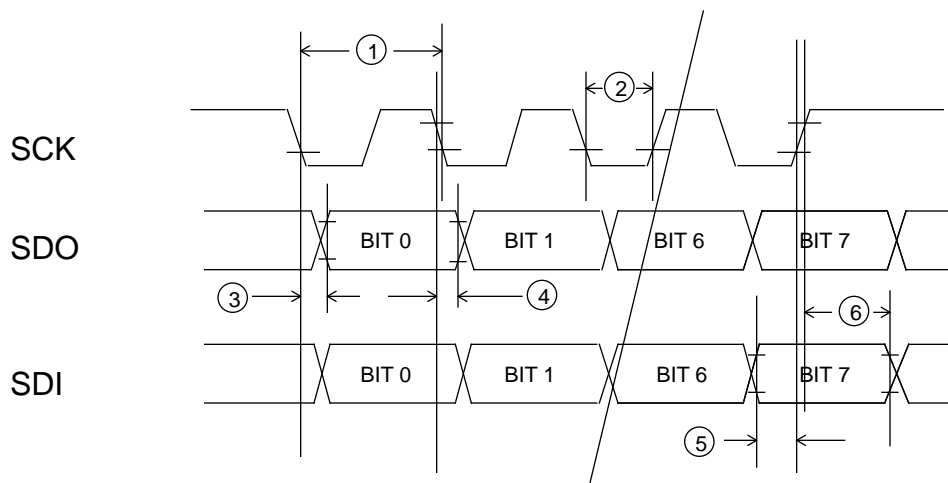 ①
②
SCK
SDO
BIT 0 BIT 1 BIT 6 BIT 7
③ ④ ⑥
SDI
BIT 0 BIT 1 BIT 6 BIT 7
⑤